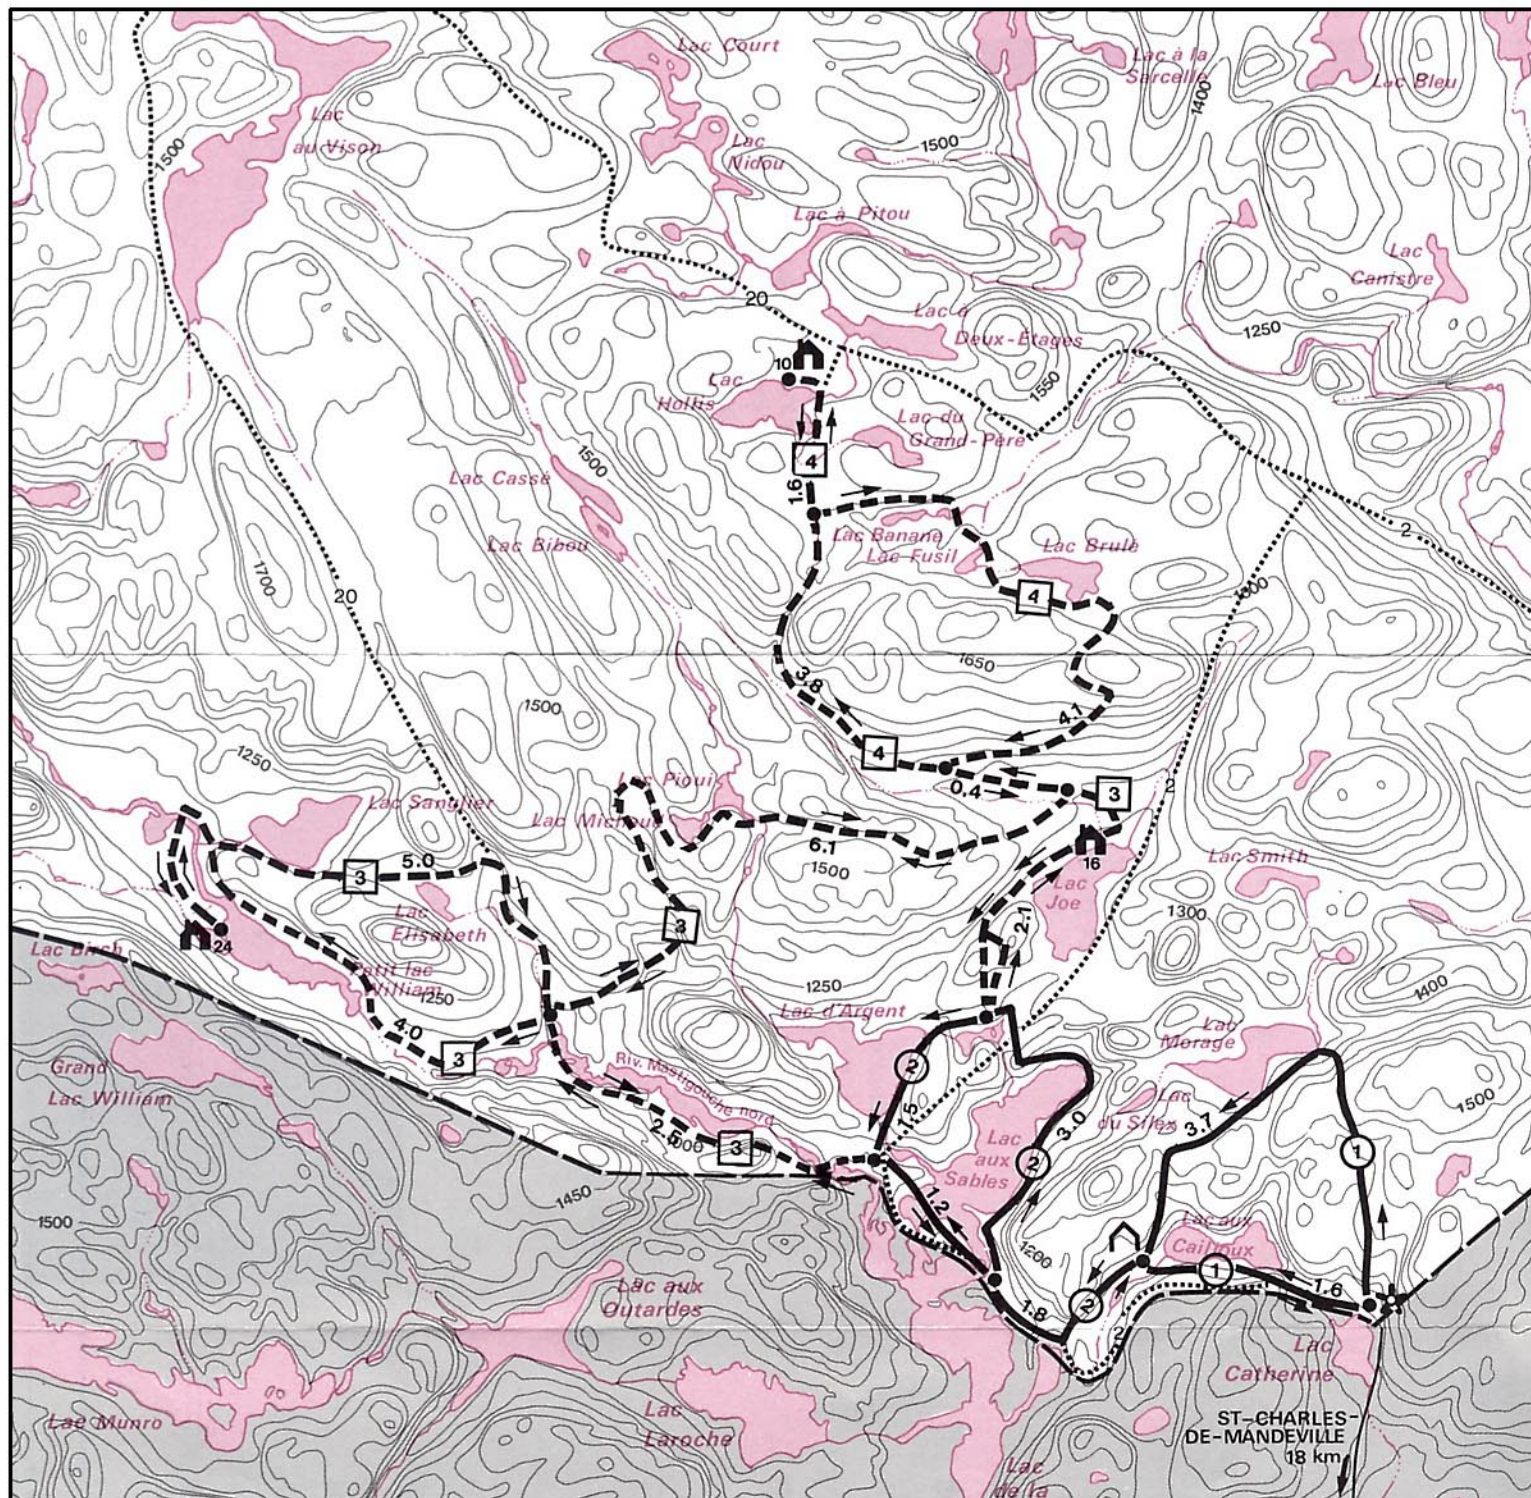 Lac Court
Lac à la
Sarcelle
Lac Bleu
1400
Lac
au Vison
1500
Lac
Nidou
1500
Lac à Pitou
Lac
Canistre
20
Lac à
Deux-Étages
1250
10
Lac
Hollis
1550
Lac du
Grand-Père
4
1500
Lac Cassé
1.6
Lac Banane
Lac Fusil
Lac Brulé
Lac Bibou
1700
20
4
2
1650
3.8
4.1
1500
1250
4
0.4
3
2
Lac Pioui
Lac Sanglier
Lac Michaud
6.1
1500
16
Lac Smith
5.0
3
Lac
Joe
Lac
Elisabeth
3
2.1
1300
24
Lac Birch
Petit lac
William
1250
1250
1400
Lac d'Argent
4.0
3
Lac
Morage
Grand
Lac William
Riv. Mastigouche nord
2
1.5
3.0
Lac
du Silex
3.7
1500
2.5
3
Lac
aux
Sables
2
1
1450
1500
1.2
1200
Lac aux
Cailloux
1
1.6
Lac aux
Outardes
1.8
2
2
Lac
Catherine
Lac Munro
Lac
Laroche
ST-CHARLES-
DE-MANDEVILLE
18 km
Lac
de la